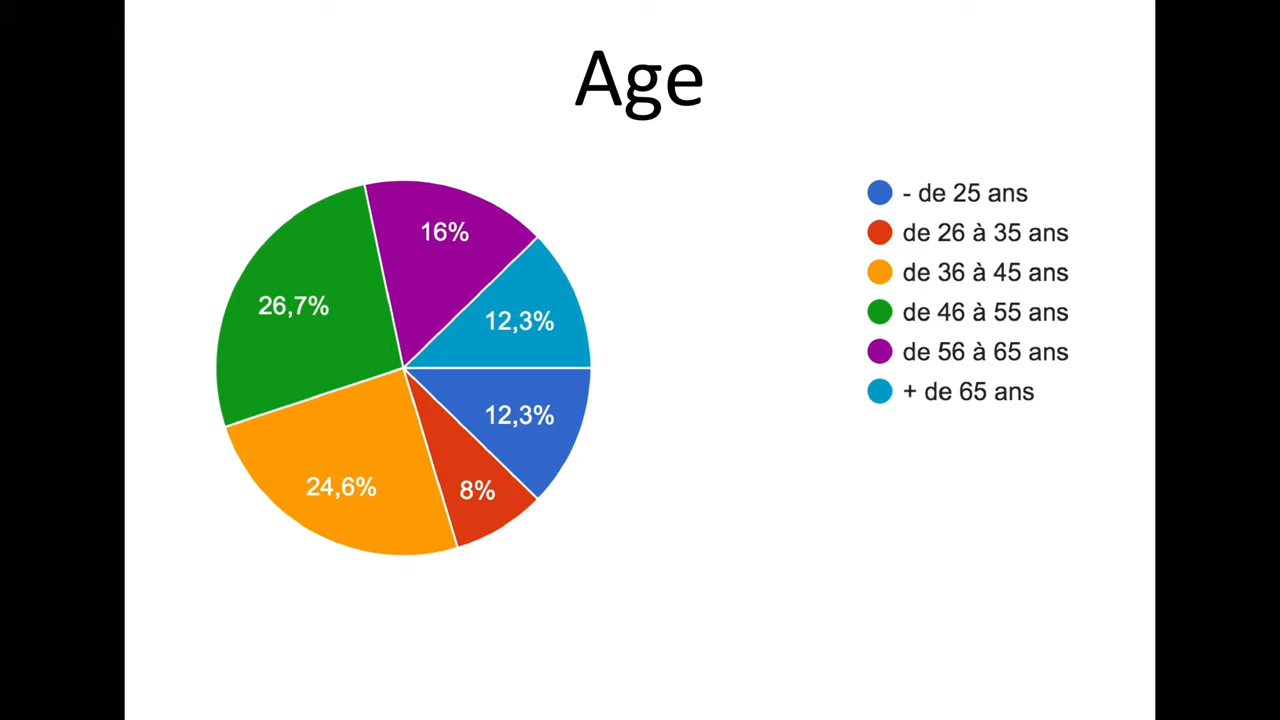 Age
16%
26,7%
12,3%
12,3%
24,6%
8%
- de 25 ans
de 26 à 35 ans
de 36 à 45 ans
de 46 à 55 ans
de 56 à 65 ans
+ de 65 ans